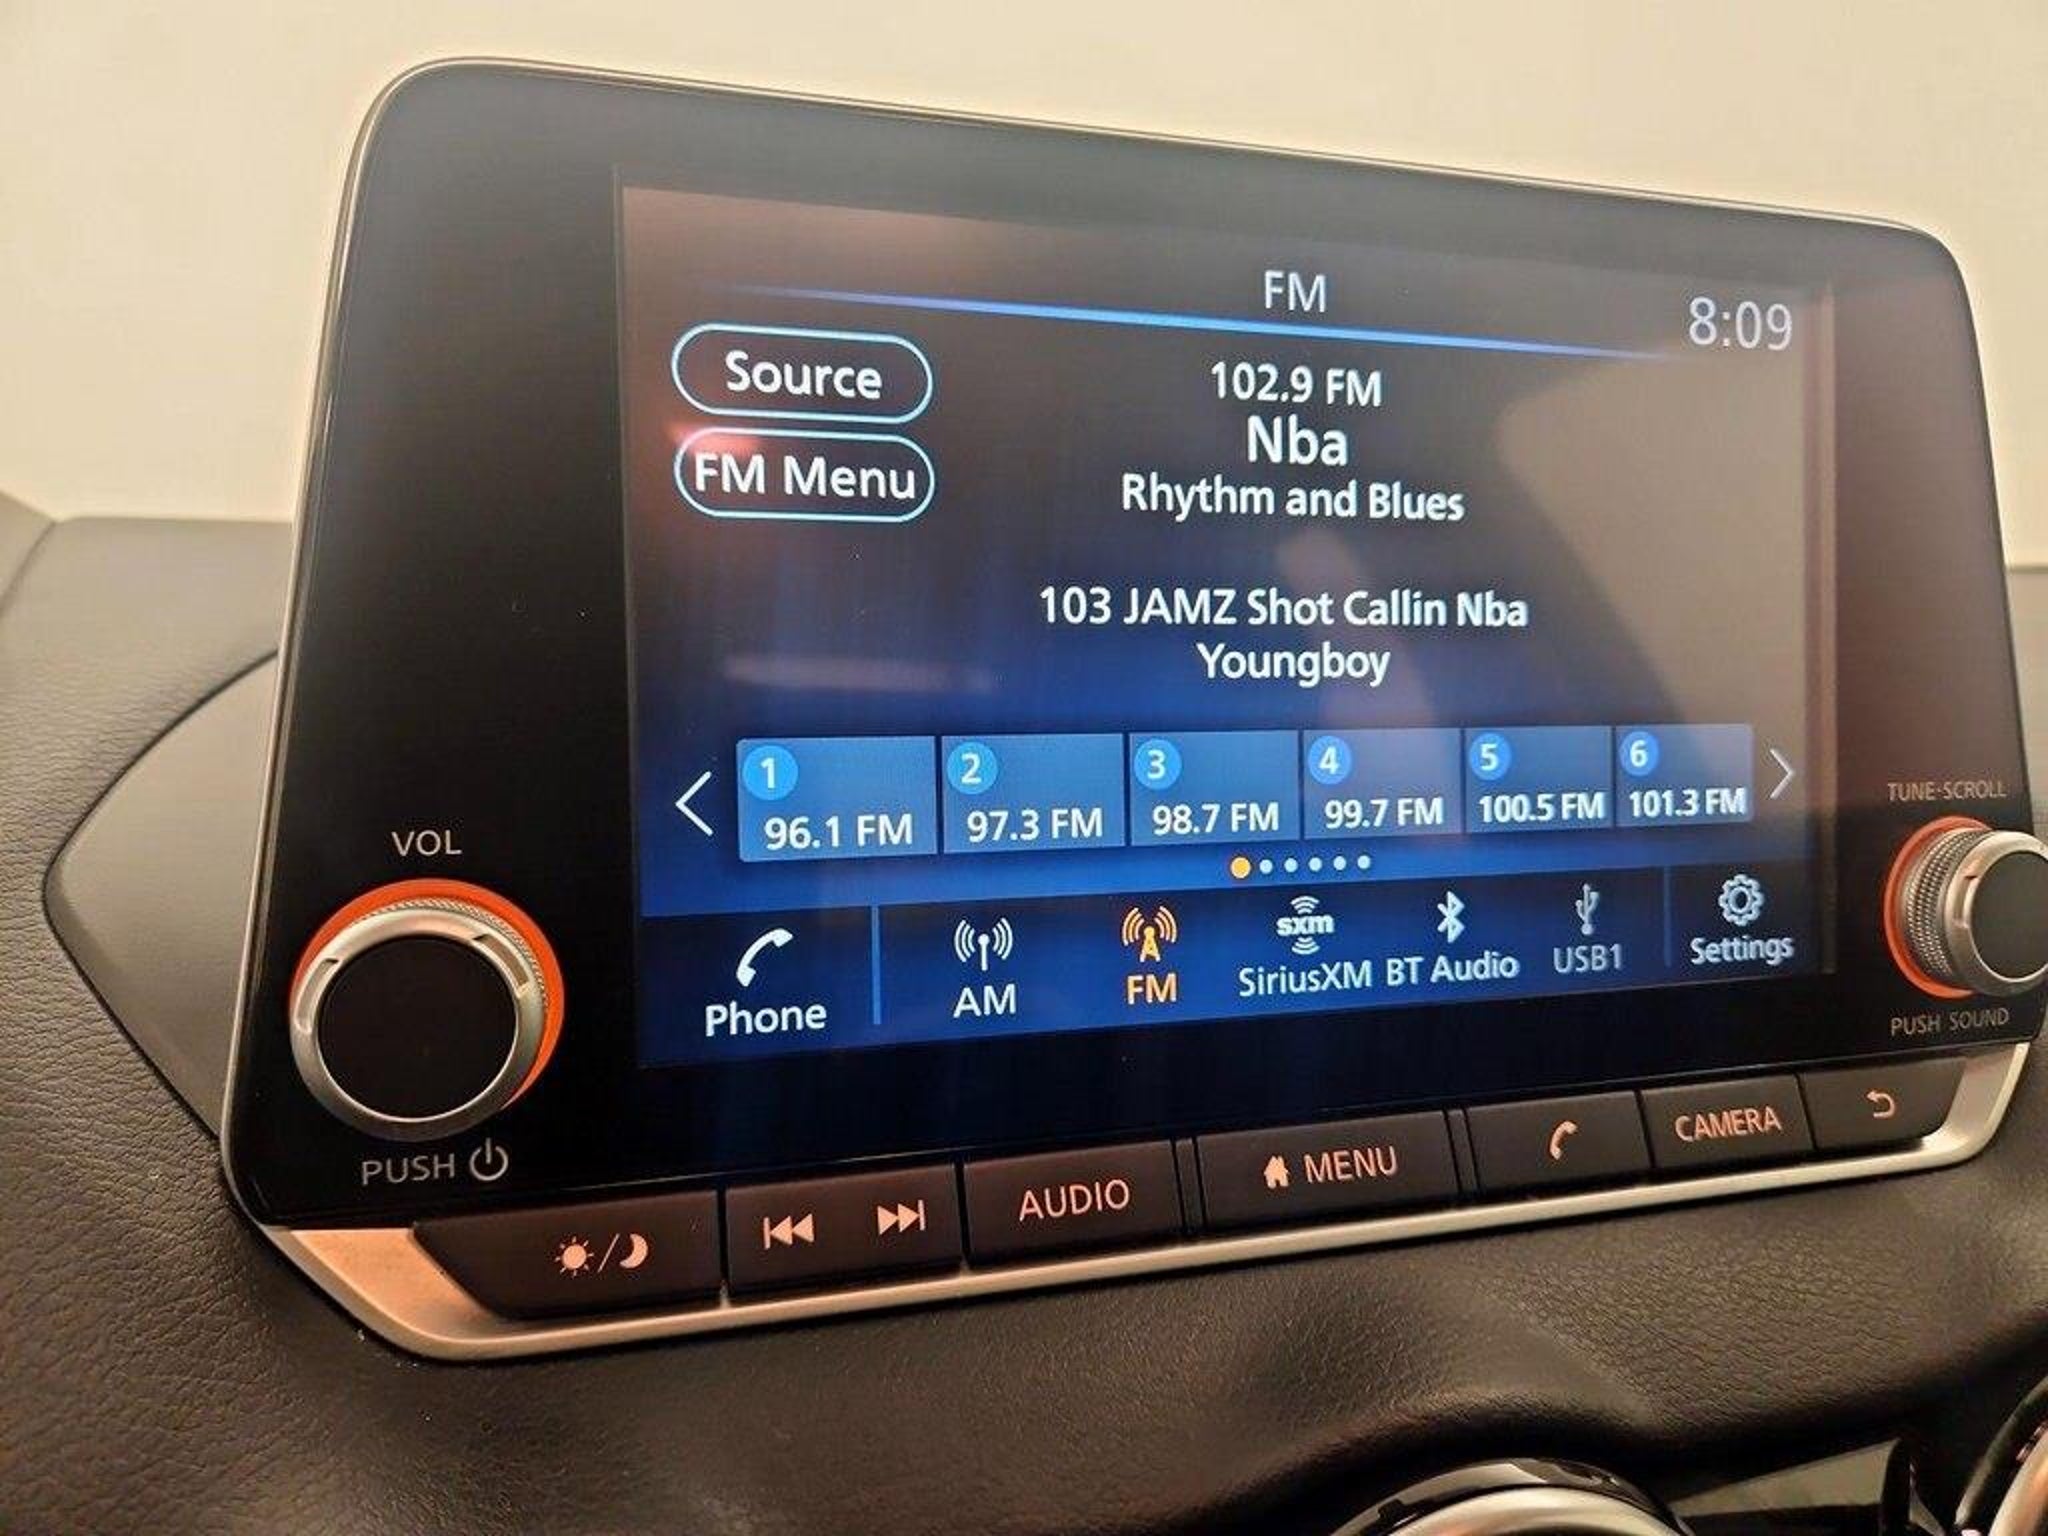 FM
8:09
Source
102.9 FM
Nba
FM Menu
Rhythm and Blues
103 JAMZ Shot Callin Nba
Youngboy
1
2
3
4
5
6
96.1 FM
97.3 FM
98.7 FM
99.7 FM
100.5 FM
101.3 FM
sxm
Phone
AM
FM
SiriusXM
BT Audio
USB1
Settings
VOL
PUSH
TUNE·SCROLL
PUSH SOUND
AUDIO
MENU
CAMERA